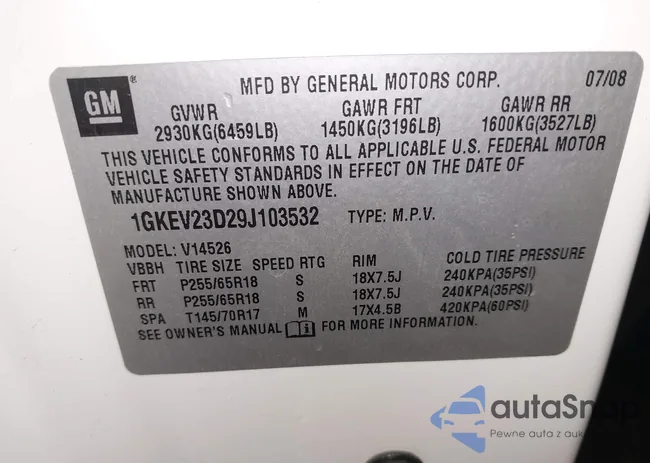 GM ®
MFD BY GENERAL MOTORS CORP. 07/08
GVWR GAWR FRT GAWR RR
2930KG(6459LB) 1450KG(3196LB) 1600KG(3527LB)
THIS VEHICLE CONFORMS TO ALL APPLICABLE U.S. FEDERAL MOTOR
VEHICLE SAFETY STANDARDS IN EFFECT ON THE DATE OF
MANUFACTURE SHOWN ABOVE.
1GKEV23D29J103532 TYPE: M.P.V.
MODEL: V14526
VBBH TIRE SIZE SPEED RTG RIM COLD TIRE PRESSURE
FRT P255/65R18 S 18X7.5J 240KPA(35PSI)
RR P255/65R18 S 18X7.5J 240KPA(35PSI)
SPA T145/70R17 M 17X4.5B 420KPA(60PSI)
SEE OWNER'S MANUAL i FOR MORE INFORMATION.
autaSnap
Pewne auta z